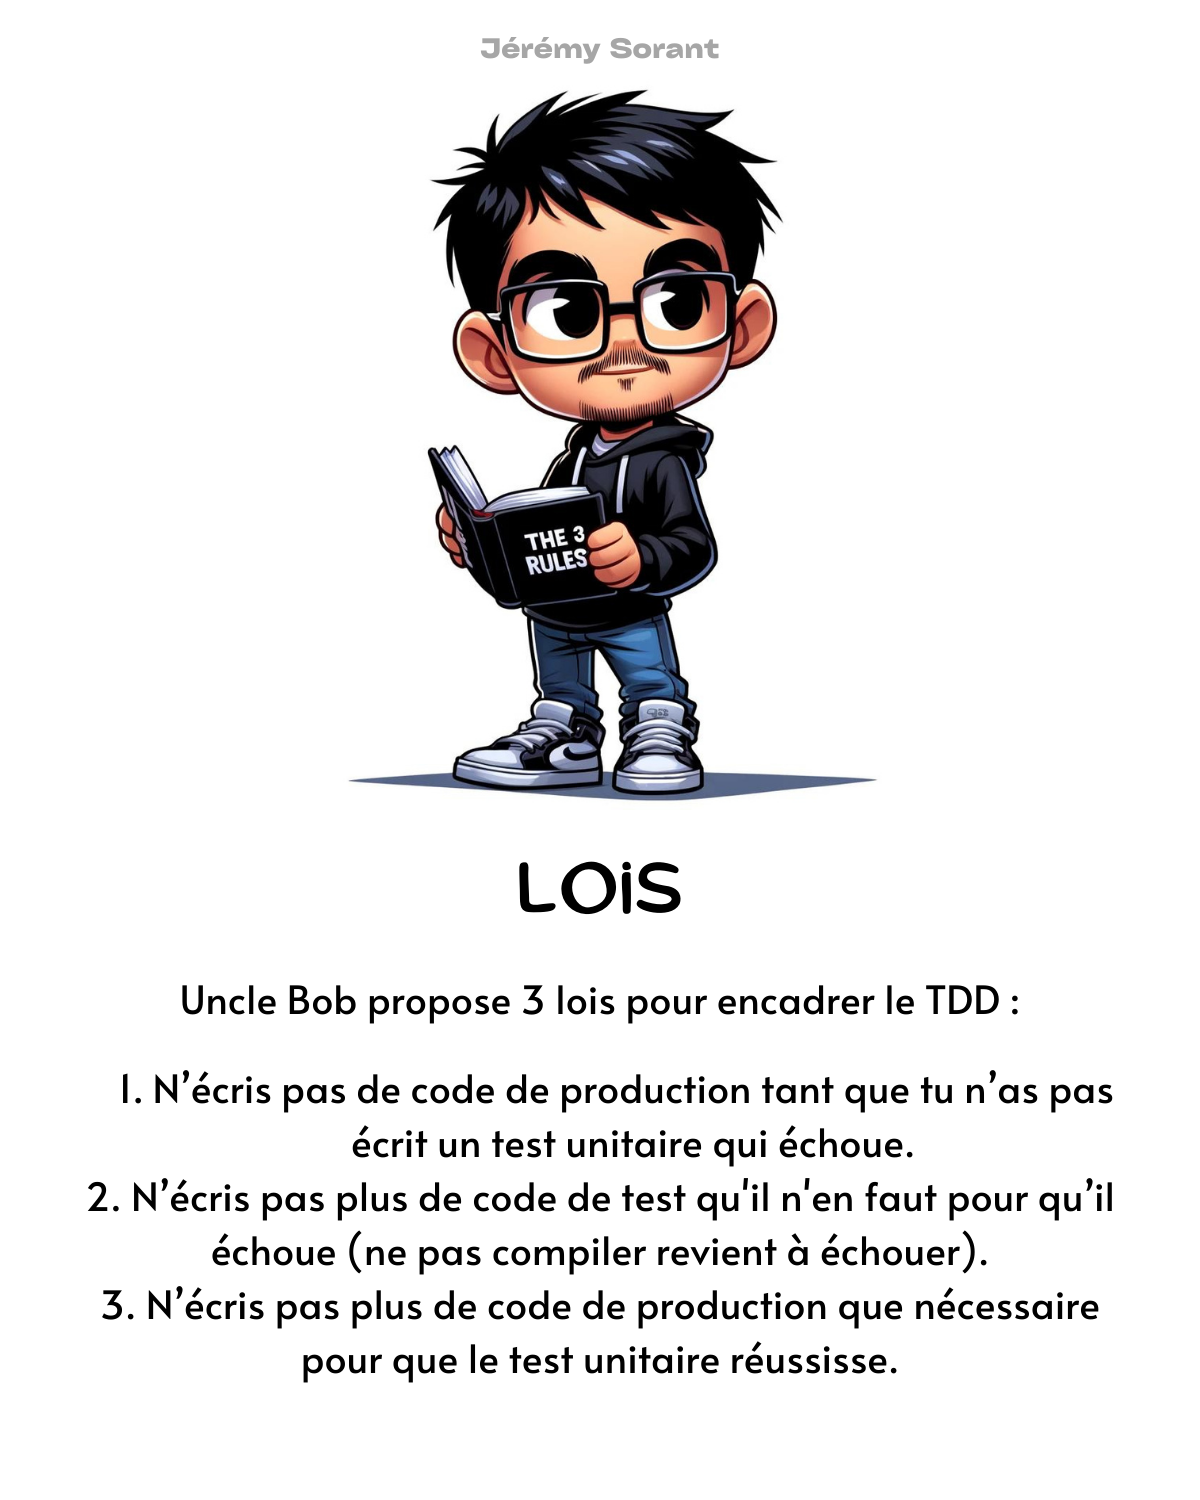 Jérémy Sorant
THE 3
RULES
LOiS
Uncle Bob propose 3 lois pour encadrer le TDD :
1. N’écris pas de code de production tant que tu n’as pas
écrit un test unitaire qui échoue.
2. N’écris pas plus de code de test qu'il n'en faut pour qu’il
échoue (ne pas compiler revient à échouer).
3. N’écris pas plus de code de production que nécessaire
pour que le test unitaire réussisse.